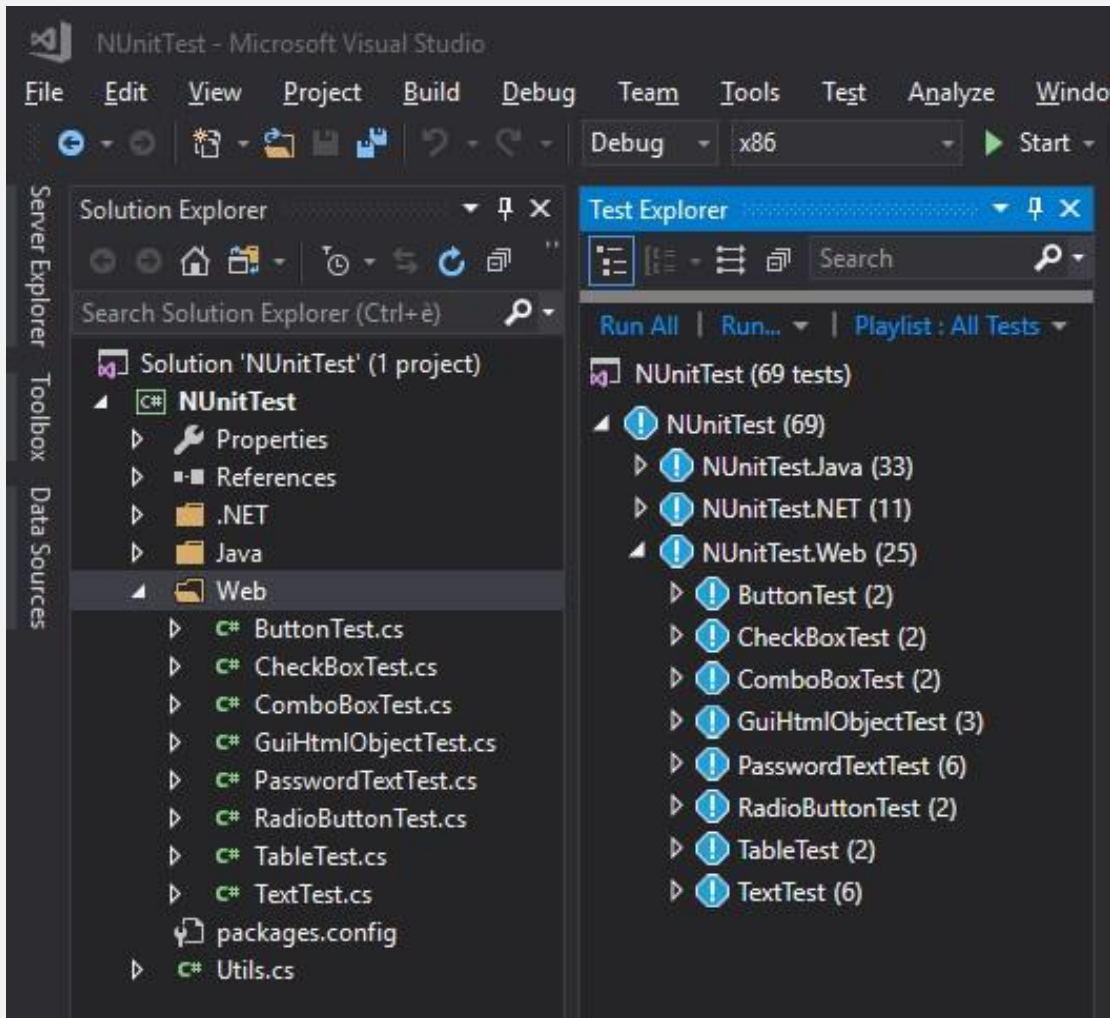 NUnitTest - Microsoft Visual Studio
File Edit View Project Build Debug Team Tools Test Analyze Windo
Debug x86 Start
Server Explorer
Toolbox
Data Sources
Solution Explorer
Search Solution Explorer (Ctrl+è)
Solution 'NUnitTest' (1 project)
C# NUnitTest
Properties
References
.NET
Java
Web
C# ButtonTest.cs
C# CheckBoxTest.cs
C# ComboBoxTest.cs
C# GuiHtmlObjectTest.cs
C# PasswordTextTest.cs
C# RadioButtonTest.cs
C# TableTest.cs
C# TextTest.cs
packages.config
C# Utils.cs
Test Explorer
Search
Run All | Run... | Playlist : All Tests
NUnitTest (69 tests)
NUnitTest (69)
NUnitTest.Java (33)
NUnitTest.NET (11)
NUnitTest.Web (25)
ButtonTest (2)
CheckBoxTest (2)
ComboBoxTest (2)
GuiHtmlObjectTest (3)
PasswordTextTest (6)
RadioButtonTest (2)
TableTest (2)
TextTest (6)